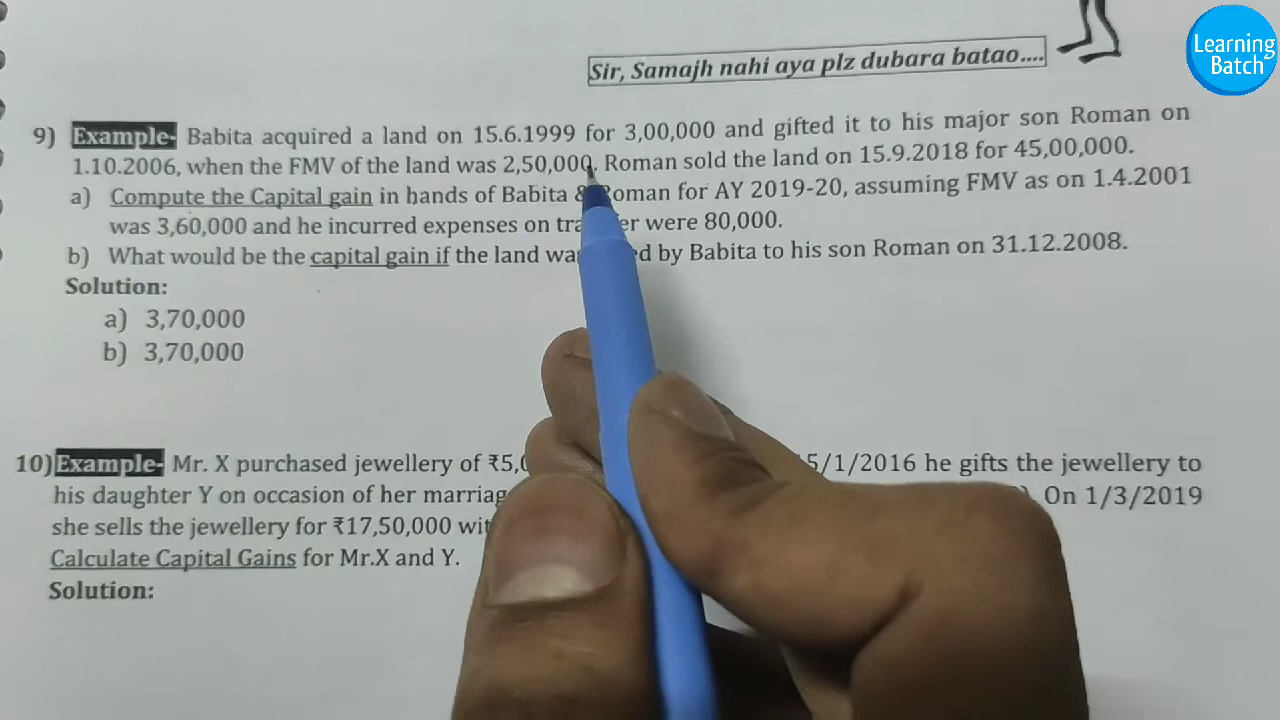 Learning
Batch
Sir, Samajh nahi aya plz dubara batao....
9) Example- Babita acquired a land on 15.6.1999 for 3,00,000 and gifted it to his major son Roman on
1.10.2006, when the FMV of the land was 2,50,000. Roman sold the land on 15.9.2018 for 45,00,000.
a) Compute the Capital gain in hands of Babita & Roman for AY 2019-20, assuming FMV as on 1.4.2001
was 3,60,000 and he incurred expenses on were 80,000.
b) What would be the capital gain if the land by Babita to his son Roman on 31.12.2008.
Solution:
a) 3,70,000
b) 3,70,000
10) Example- Mr. X purchased jewellery of 5/1/2016 he gifts the jewellery to
his daughter Y on occasion of her On 1/3/2019
she sells the jewellery for ₹17,50,000
Calculate Capital Gains for Mr.X and Y.
Solution: